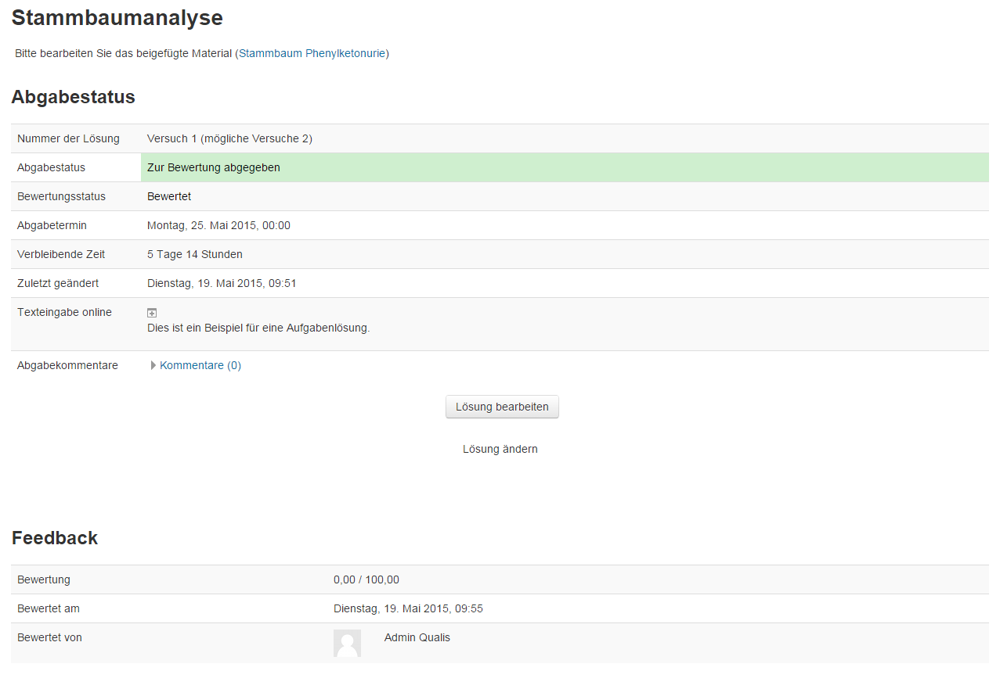 Stammbaumanalyse
Bitte bearbeiten Sie das beigefügte Material (Stammbaum Phenylketonurie)
Abgabestatus
Nummer der Lösung Versuch 1 (mögliche Versuche 2)
Abgabestatus Zur Bewertung abgegeben
Bewertungsstatus Bewertet
Abgabetermin Montag, 25. Mai 2015, 00:00
Verbleibende Zeit 5 Tage 14 Stunden
Zuletzt geändert Dienstag, 19. Mai 2015, 09:51
Texteingabe online
Dies ist ein Beispiel für eine Aufgabenlösung.
Abgabekommentare Kommentare (0)
Lösung bearbeiten
Lösung ändern
Feedback
Bewertung 0,00 / 100,00
Bewertet am Dienstag, 19. Mai 2015, 09:55
Bewertet von Admin Qualis